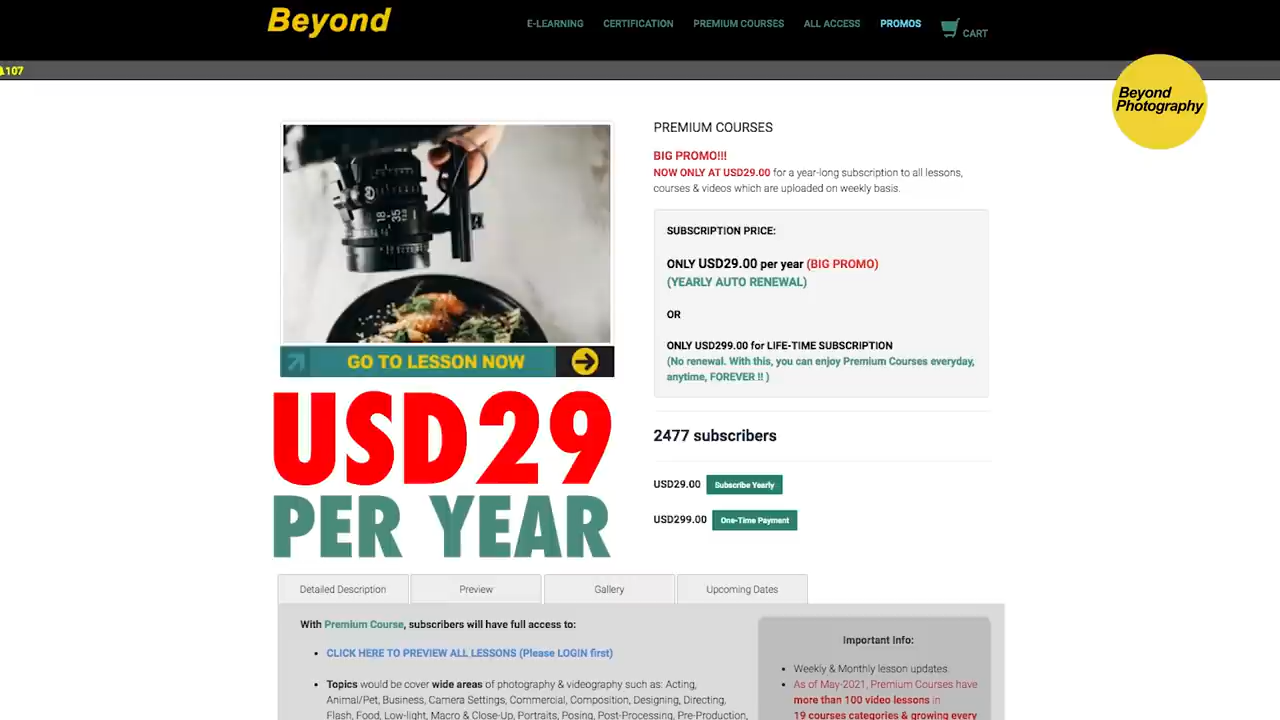 Beyond
E-LEARNING CERTIFICATION PREMIUM COURSES ALL ACCESS PROMOS CART
107
Beyond
Photography
PREMIUM COURSES
BIG PROMO!!!
NOW ONLY AT USD29.00 for a year-long subscription to all lessons,
courses & videos which are uploaded on weekly basis.
18 35
GO TO LESSON NOW
USD29
PER YEAR
SUBSCRIPTION PRICE:
ONLY USD29.00 per year (BIG PROMO)
(YEARLY AUTO RENEWAL)
OR
ONLY USD299.00 for LIFE-TIME SUBSCRIPTION
(No renewal. With this, you can enjoy Premium Courses everyday,
anytime, FOREVER !! )
2477 subscribers
USD29.00 Subscribe Yearly
USD299.00 One-Time Payment
Detailed Description Preview Gallery Upcoming Dates
With Premium Course, subscribers will have full access to:
• CLICK HERE TO PREVIEW ALL LESSONS (Please LOGIN first)
• Topics would be cover wide areas of photography & videography such as: Acting,
Animal/Pet, Business, Camera Settings, Commercial, Composition, Designing, Directing,
Flash, Food, Low-light, Macro & Close-Up, Portraits, Posing, Post-Processing, Pre-Production,
Important Info:
• Weekly & Monthly lesson updates.
• As of May-2021, Premium Courses have
more than 100 video lessons in
19 courses categories & growing every